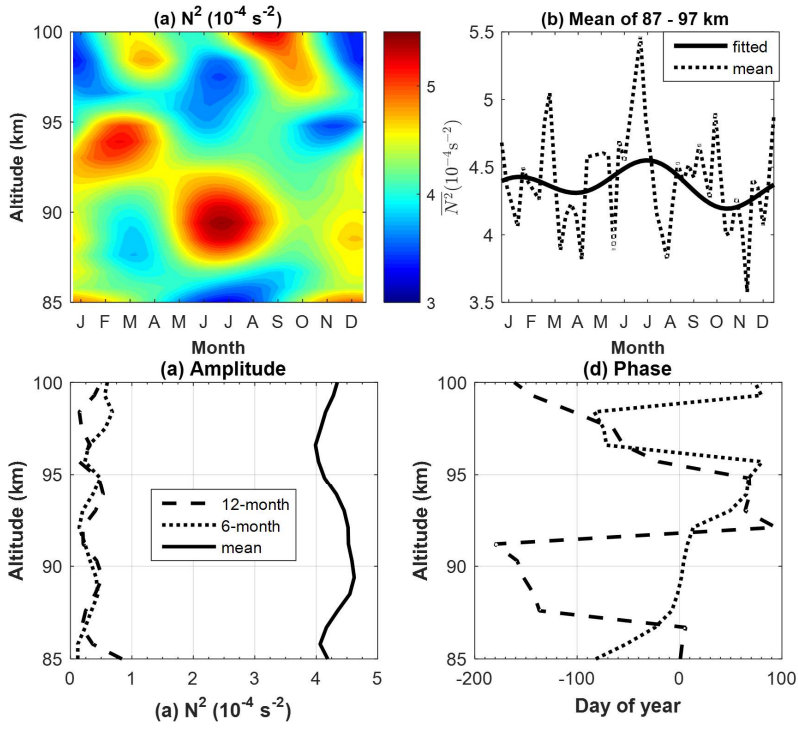 (a) N² (10⁻⁴ s⁻²)
100
95
90
85
Altitude (km)
J F M A M J J A S O N D
Month
5
4
3
(b) Mean of 87 - 97 km
fitted
mean
5.5
5
4.5
4
3.5
N̅²(10⁻⁴s⁻²)
J F M A M J J A S O N D
Month
(a) Amplitude
100
95
90
85
Altitude (km)
12-month
6-month
mean
0 1 2 3 4 5
(a) N² (10⁻⁴ s⁻²)
(d) Phase
100
95
90
85
Altitude (km)
-200 -100 0 100
Day of year